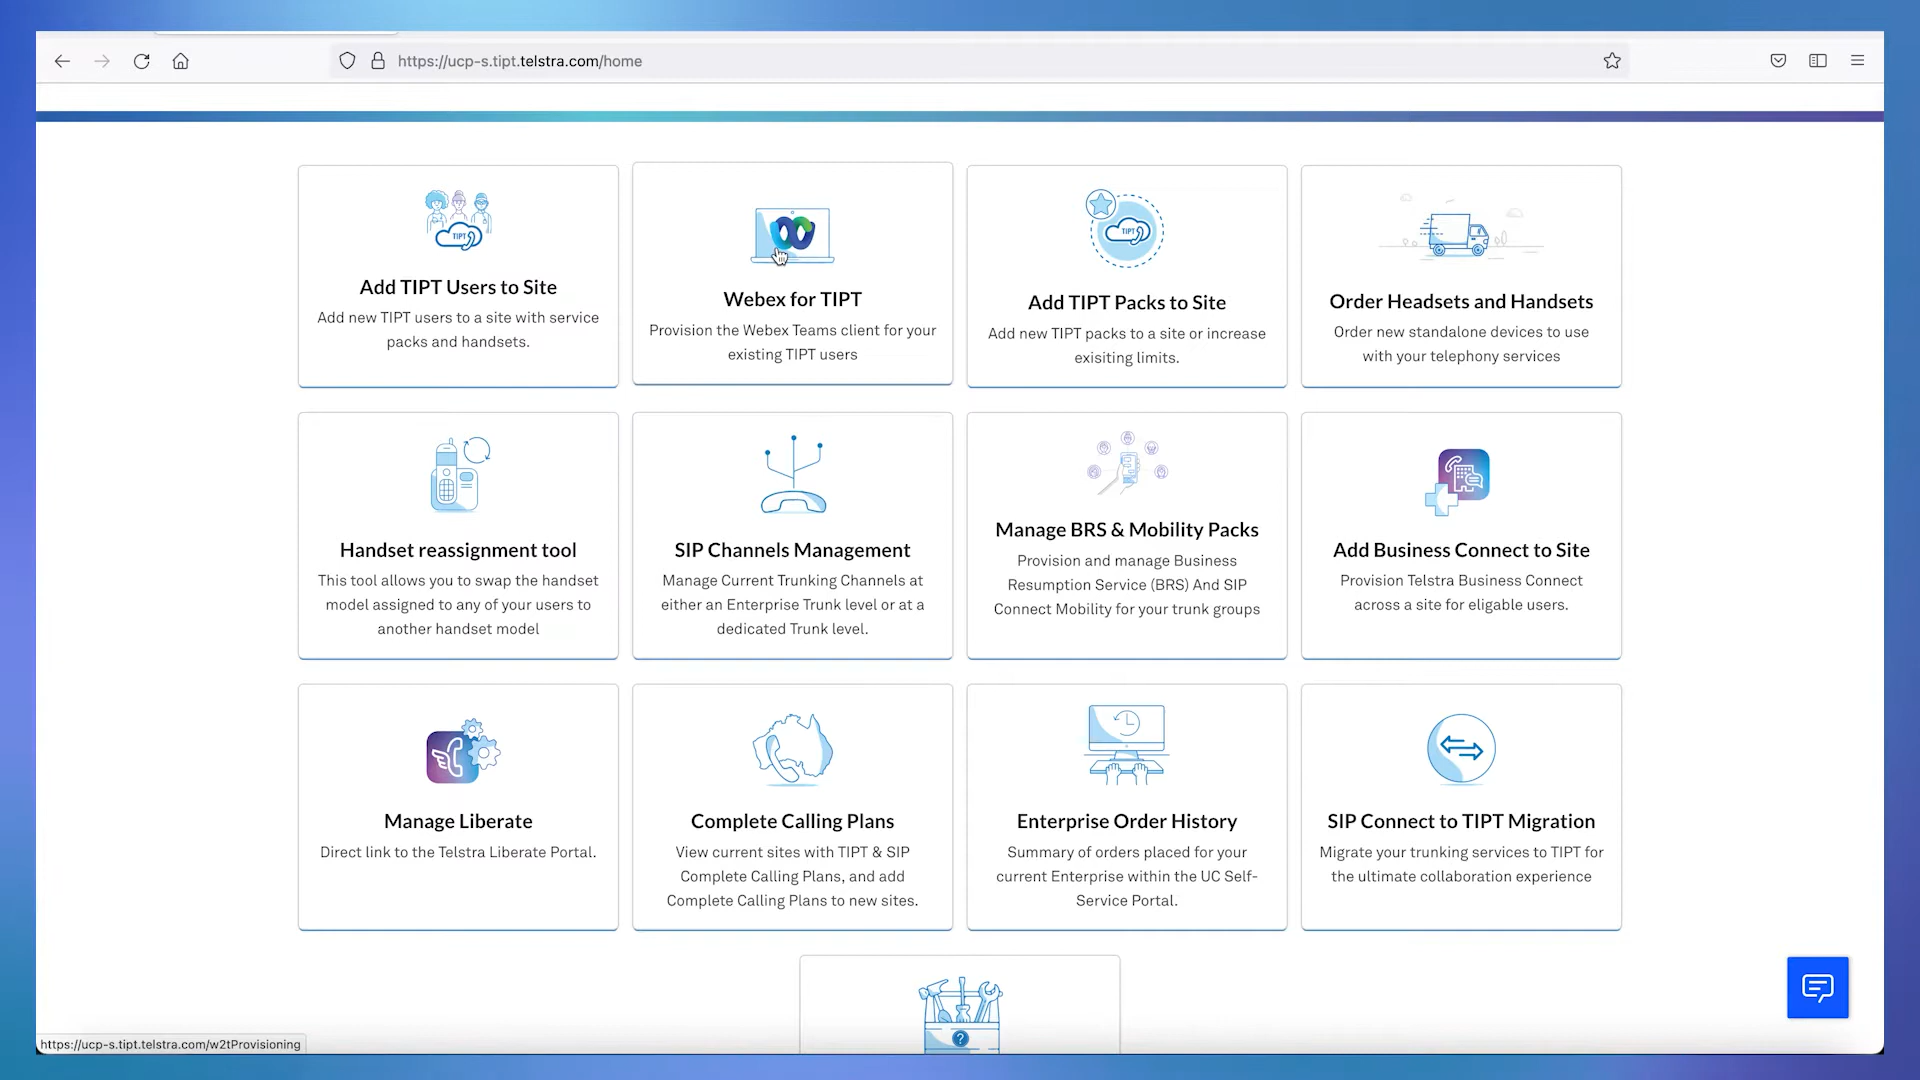 https://ucp-s.tipt.telstra.com/home
TIPT
Add TIPT Users to Site
Add new TIPT users to a site with service
packs and handsets.
Webex for TIPT
Provision the Webex Teams client for your
existing TIPT users
TIPT
Add TIPT Packs to Site
Add new TIPT packs to a site or increase
exisiting limits.
Order Headsets and Handsets
Order new standalone devices to use
with your telephony services
Handset reassignment tool
This tool allows you to swap the handset
model assigned to any of your users to
another handset model
SIP Channels Management
Manage Current Trunking Channels at
either an Enterprise Trunk level or at a
dedicated Trunk level.
Manage BRS & Mobility Packs
Provision and manage Business
Resumption Service (BRS) And SIP
Connect Mobility for your trunk groups
Add Business Connect to Site
Provision Telstra Business Connect
across a site for eligable users.
Manage Liberate
Direct link to the Telstra Liberate Portal.
Complete Calling Plans
View current sites with TIPT & SIP
Complete Calling Plans, and add
Complete Calling Plans to new sites.
Enterprise Order History
Summary of orders placed for your
current Enterprise within the UC Self-
Service Portal.
SIP Connect to TIPT Migration
Migrate your trunking services to TIPT for
the ultimate collaboration experience
?
https://ucp-s.tipt.telstra.com/w2tProvisioning